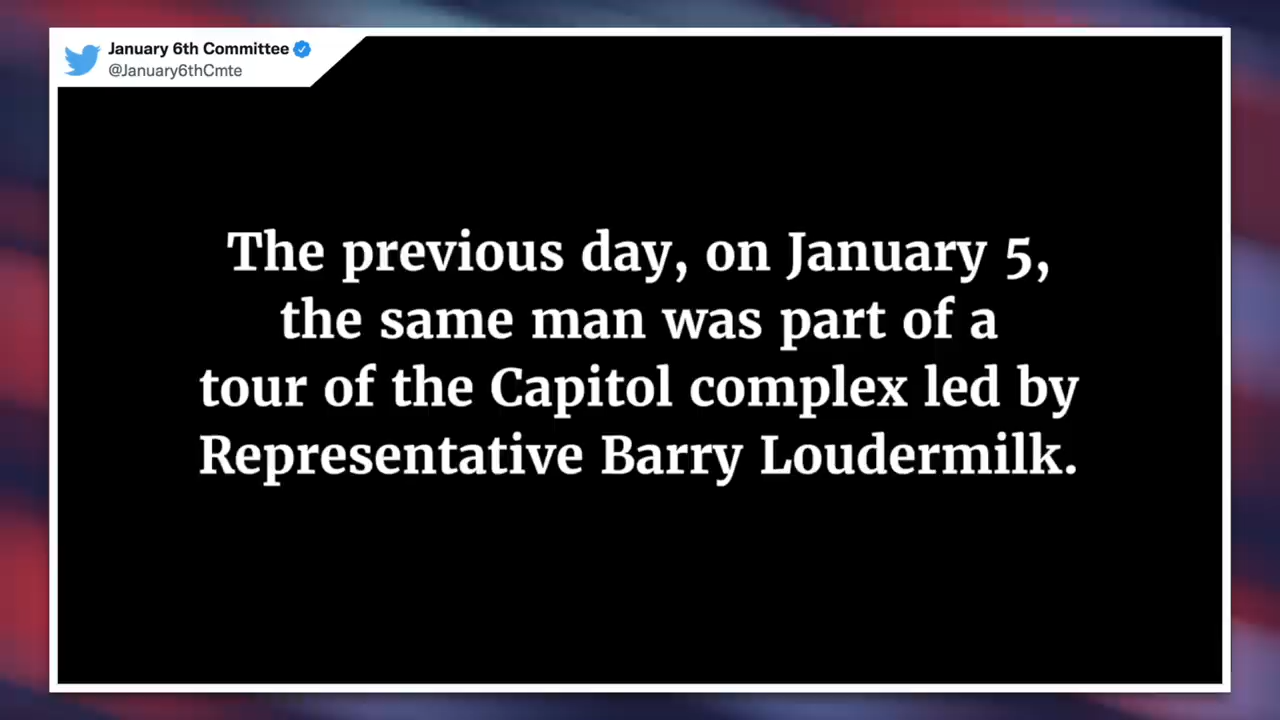 January 6th Committee
@January6thCmte
The previous day, on January 5,
the same man was part of a
tour of the Capitol complex led by
Representative Barry Loudermilk.